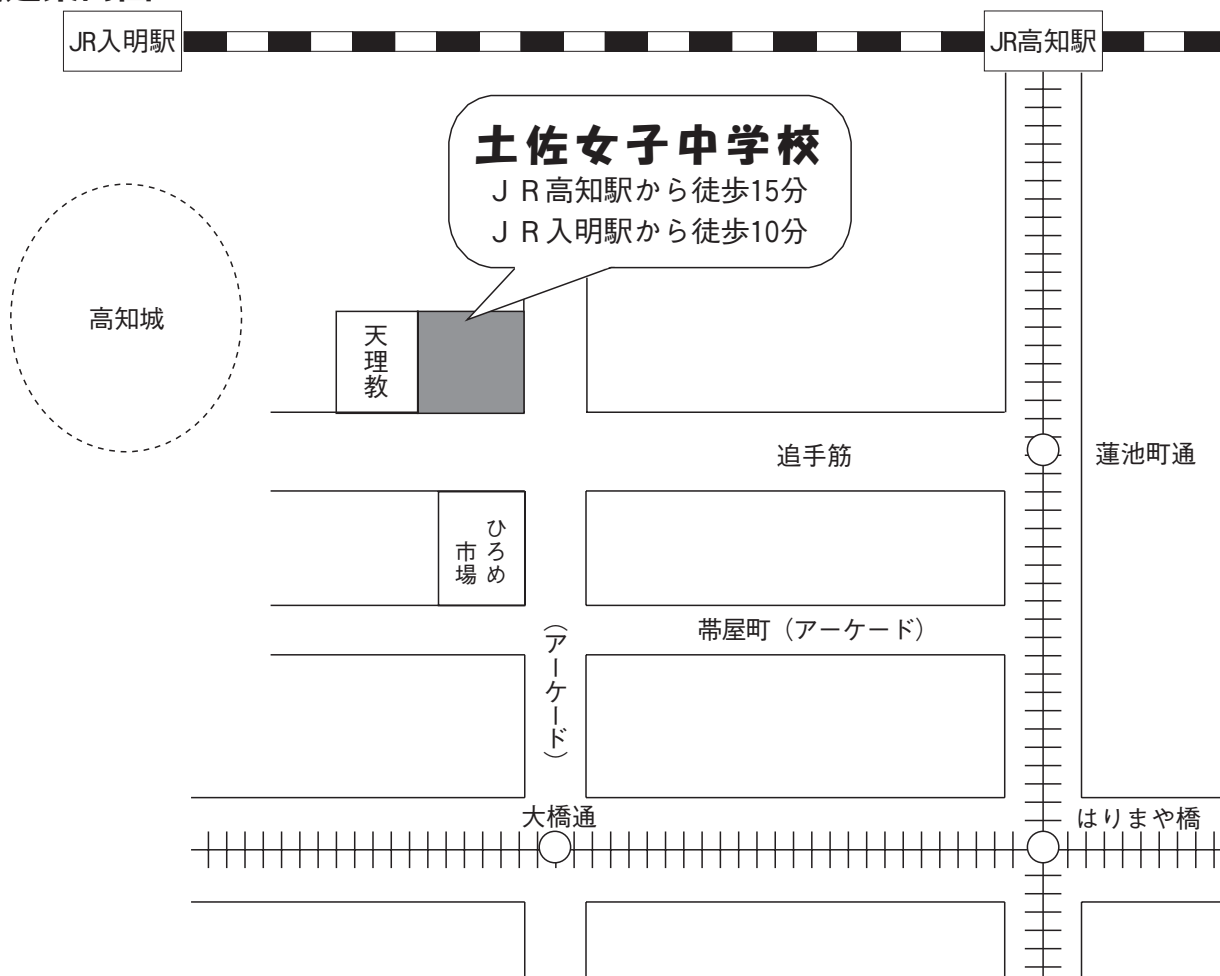 JR入明駅
JR高知駅
土佐女子中学校
ＪＲ高知駅から徒歩15分
ＪＲ入明駅から徒歩10分
高知城
天理教
追手筋
蓮池町通
ひろめ
市場
帯屋町（アーケード）
（アーケード）
大橋通
はりまや橋